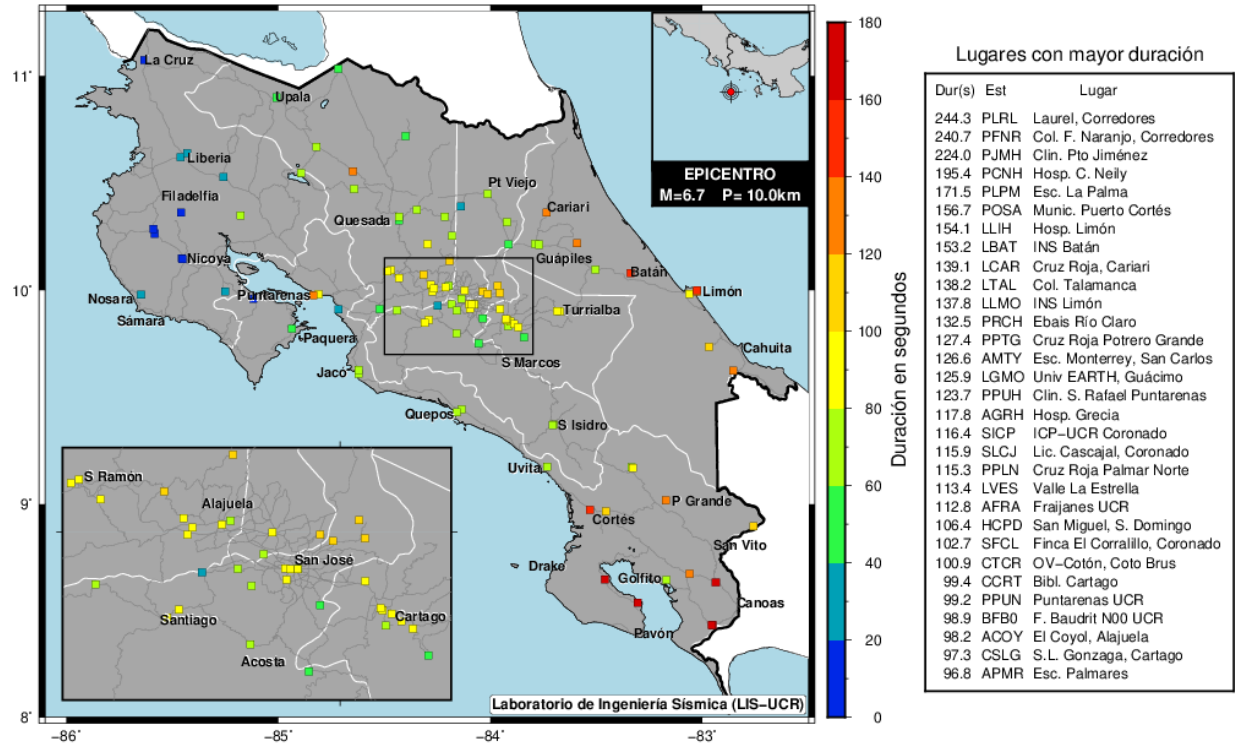 11°
10°
9°
8°
−86°
−85°
−84°
−83°
La Cruz
Upala
Liberia
Filadelfia
Pt Viejo
Quesada
Cariari
Guápiles
Nicoya
Batán
Nosara
Puntarenas
Limón
Sámara
Turrialba
Paquera
Cahuita
S Marcos
Jacó
Quepos
S Isidro
Uvita
P Grande
Cortés
San Vito
Drake
Golfito
Canoas
Pavón
S Ramón
Alajuela
San José
Santiago
Cartago
Acosta
EPICENTRO
M=6.7 P= 10.0km
Laboratorio de Ingeniería Sísmica (LIS−UCR)
180
160
140
120
100
80
60
40
20
0
Duración en segundos
Lugares con mayor duración
Dur(s) Est Lugar
244.3 PLRL Laurel, Corredores
240.7 PFNR Col. F. Naranjo, Corredores
224.0 PJMH Clin. Pto Jiménez
195.4 PCNH Hosp. C. Neily
171.5 PLPM Esc. La Palma
156.7 POSA Munic. Puerto Cortés
154.1 LLIH Hosp. Limón
153.2 LBAT INS Batán
139.1 LCAR Cruz Roja, Cariari
138.2 LTAL Col. Talamanca
137.8 LLMO INS Limón
132.5 PRCH Ebais Río Claro
127.4 PPTG Cruz Roja Potrero Grande
126.6 AMTY Esc. Monterrey, San Carlos
125.9 LGMO Univ EARTH, Guácimo
123.7 PPUH Clin. S. Rafael Puntarenas
117.8 AGRH Hosp. Grecia
116.4 SICP ICP−UCR Coronado
115.9 SLCJ Lic. Cascajal, Coronado
115.3 PPLN Cruz Roja Palmar Norte
113.4 LVES Valle La Estrella
112.8 AFRA Fraijanes UCR
106.4 HCPD San Miguel, S. Domingo
102.7 SFCL Finca El Corralillo, Coronado
100.9 CTCR OV−Cotón, Coto Brus
99.4 CCRT Bibl. Cartago
99.2 PPUN Puntarenas UCR
98.9 BFB0 F. Baudrit N00 UCR
98.2 ACOY El Coyol, Alajuela
97.3 CSLG S.L. Gonzaga, Cartago
96.8 APMR Esc. Palmares